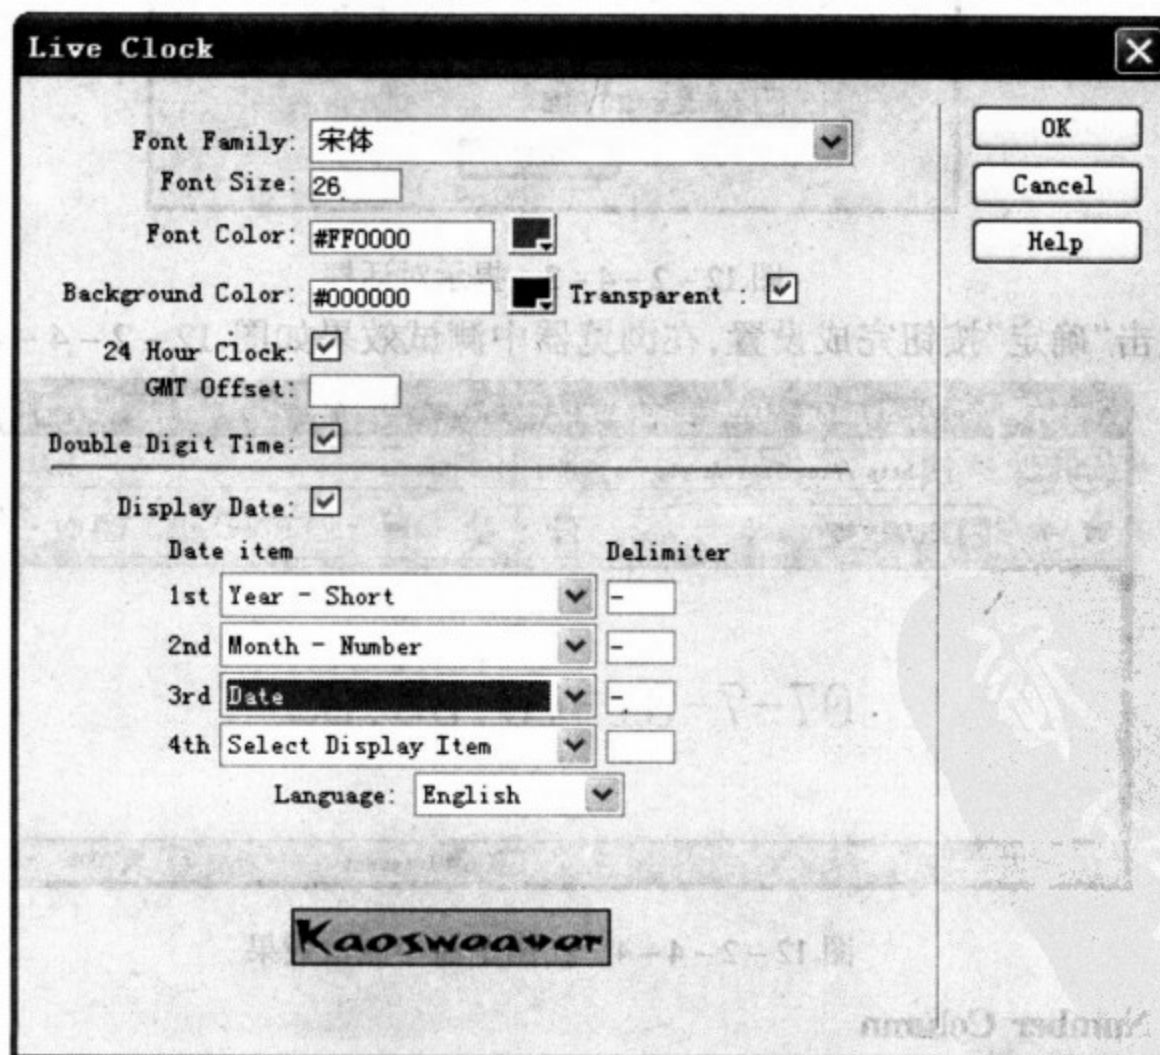 Live Clock
Font Family: 宋体
OK
Font Size: 26
Cancel
Font Color: #FF0000
Help
Background Color: #000000 Transparent :
24 Hour Clock:
GMT Offset:
Double Digit Time:
Display Date:
Date item Delimiter
1st Year - Short -
2nd Month - Number -
3rd Date -
4th Select Display Item
Language: English
Kaosweaver